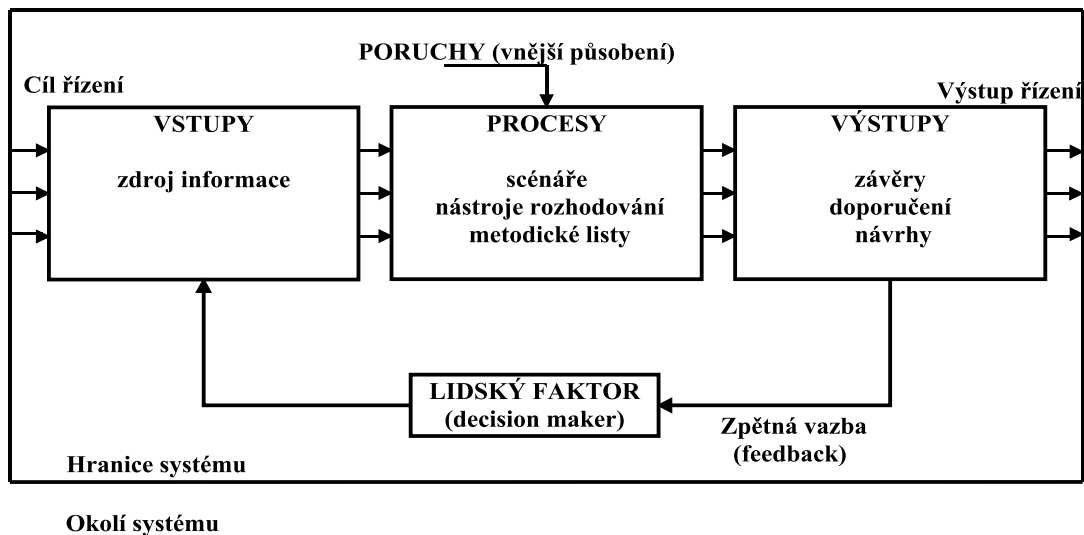 PORUCHY (vnější působení)
Cíl řízení
Výstup řízení
VSTUPY
zdroj informace
PROCESY
scénáře
nástroje rozhodování
metodické listy
VÝSTUPY
závěry
doporučení
návrhy
LIDSKÝ FAKTOR
(decision maker)
Zpětná vazba
(feedback)
Hranice systému
Okolí systému